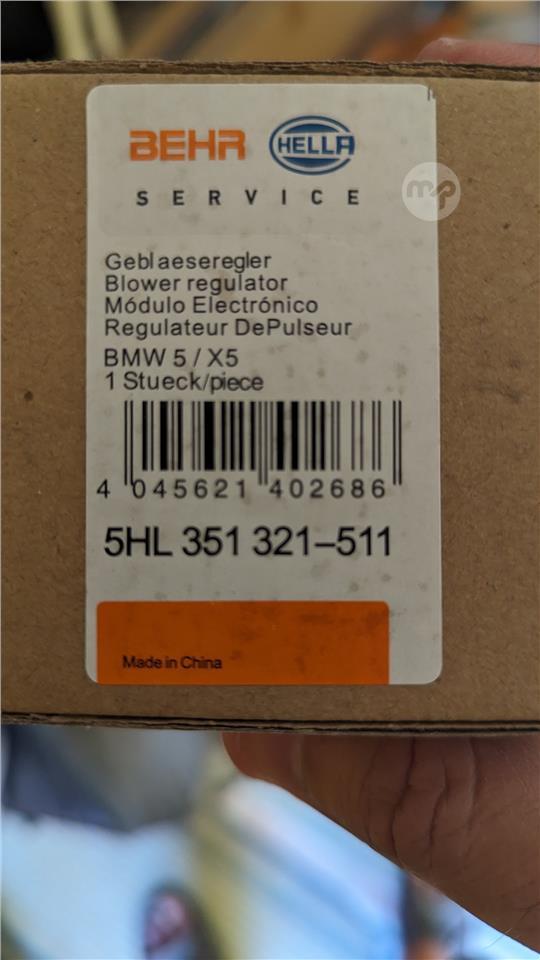 BEHR HELLA
SERVICE
Geblaeseregler
Blower regulator
Módulo Electrónico
Regulateur DePulseur
BMW 5 / X5
1 Stueck/piece
4 045621 402686
5HL 351 321-511
Made in China
mp